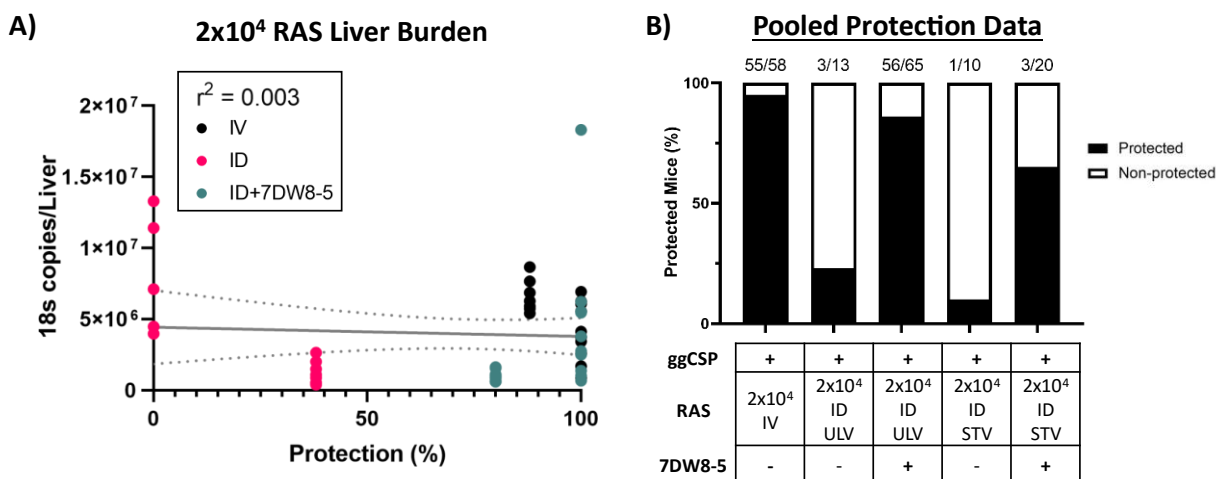 A)
2x10⁴ RAS Liver Burden
r² = 0.003
IV
ID
ID+7DW8-5
18s copies/Liver
2×10⁷
1.5×10⁷
1×10⁷
5×10⁶
0
0 50 100
Protection (%)
B)
Pooled Protection Data
55/58 3/13 56/65 1/10 3/20
Protected Mice (%)
100
50
0
Protected
Non-protected
ggCSP + + + + +
RAS 2x10⁴ IV 2x10⁴ ID ULV 2x10⁴ ID ULV 2x10⁴ ID STV 2x10⁴ ID STV
7DW8-5 - - + - +